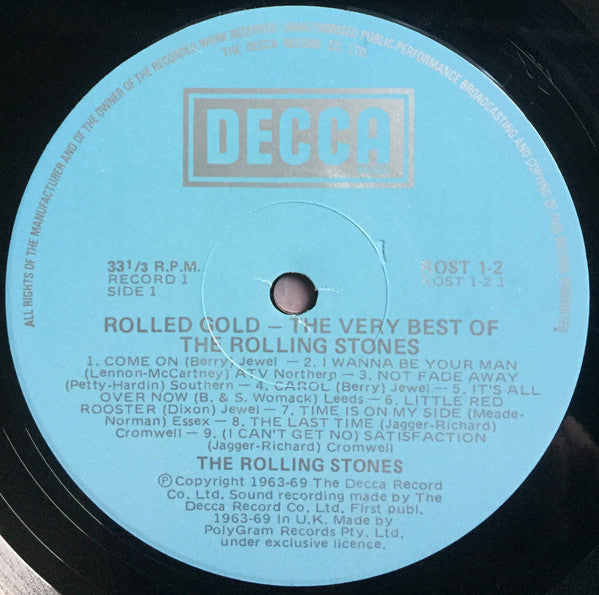 ALL RIGHTS OF THE MANUFACTURER AND OF THE OWNER OF THE RECORDED WORK RESERVED. UNAUTHORISED PUBLIC PERFORMANCE BROADCASTING AND COPYING OF
THE DECCA RECORD CO. LTD.
DECCA
33 1/3 R.P.M.
RECORD 1
SIDE 1
ROST 1-2
ROST 1-2 1
ROLLED GOLD – THE VERY BEST OF
THE ROLLING STONES
1. COME ON (Berry) Jewel – 2. I WANNA BE YOUR MAN
(Lennon-McCartney) ATV Northern – 3. NOT FADE AWAY
(Petty-Hardin) Southern – 4. CAROL (Berry) Jewel – 5. IT'S ALL
OVER NOW (B. & S. Womack) Leeds – 6. LITTLE RED
ROOSTER (Dixon) Jewel – 7. TIME IS ON MY SIDE (Meade-
Norman) Essex – 8. THE LAST TIME (Jagger-Richard)
Cromwell – 9. (I CAN'T GET NO) SATISFACTION
(Jagger-Richard) Cromwell
THE ROLLING STONES
Ⓟ Copyright 1963-69 The Decca Record
Co. Ltd. Sound recording made by The
Decca Record Co. Ltd. First publ.
1963-69 In U.K. Made by
PolyGram Records Pty. Ltd.
under exclusive licence.